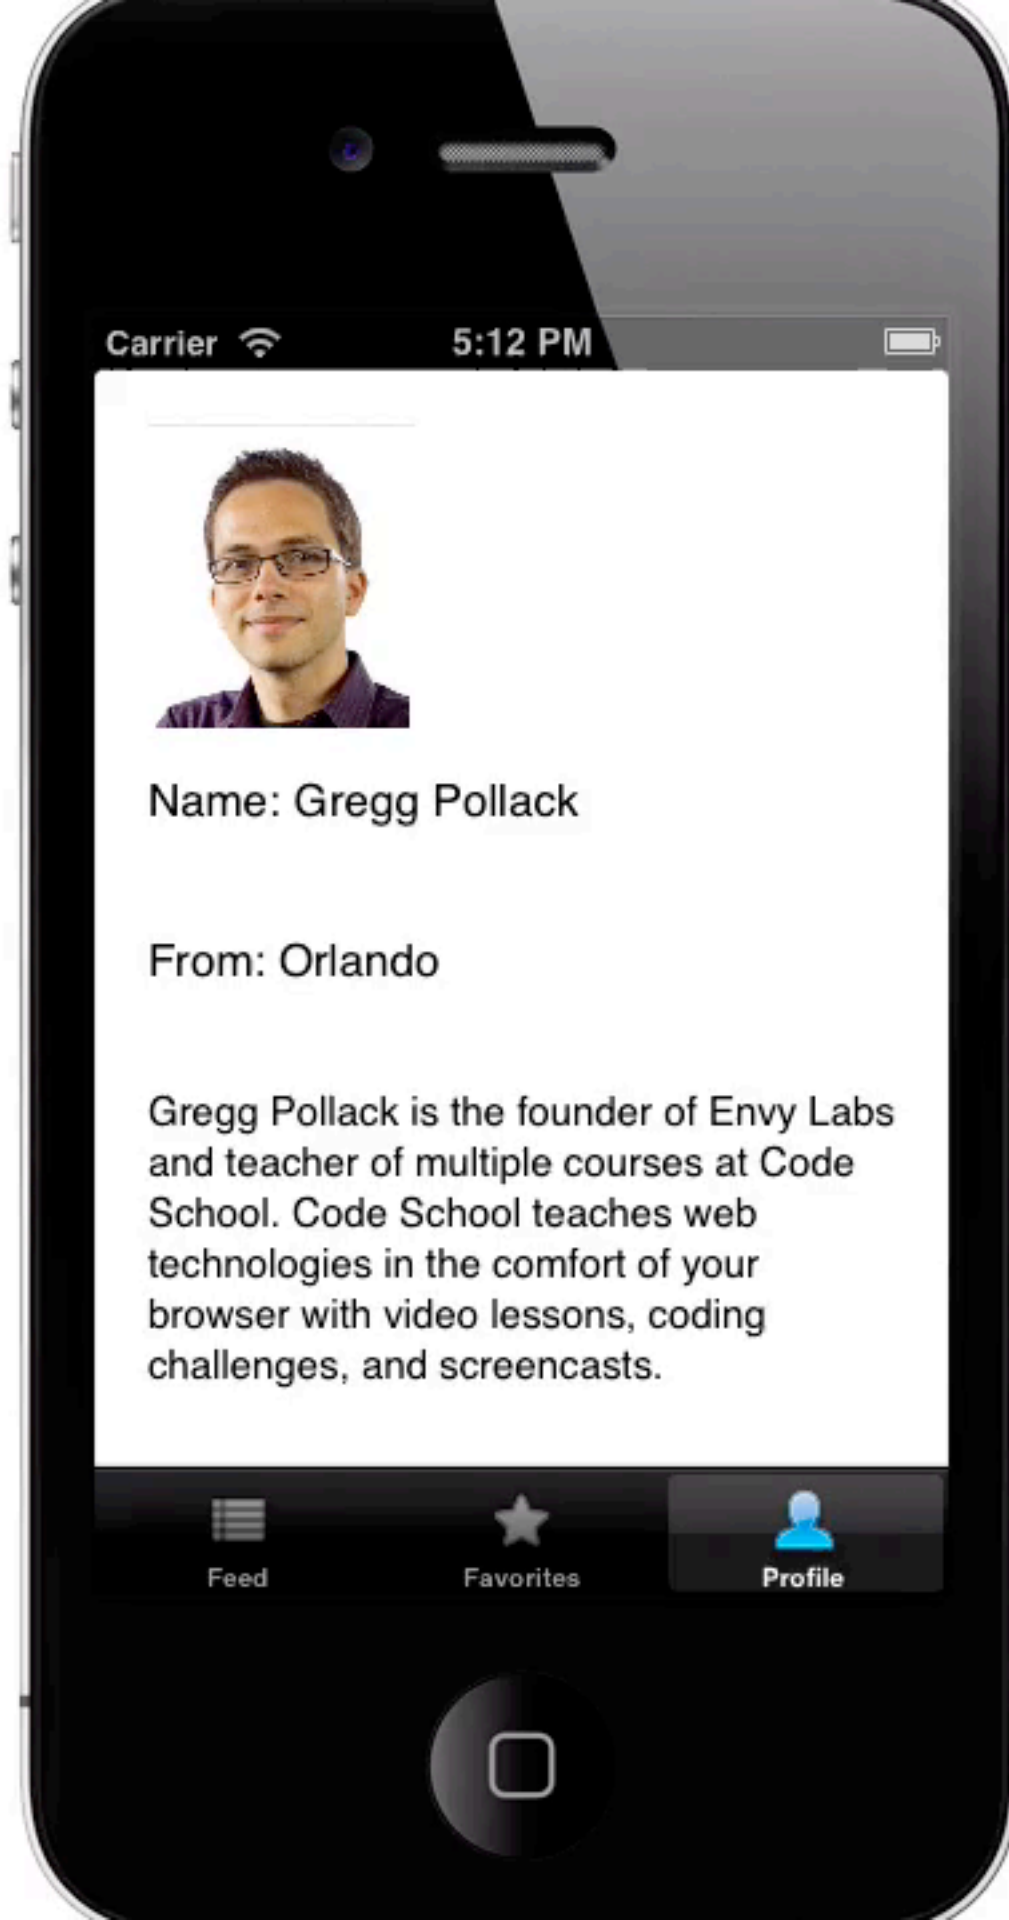 Carrier 5:12 PM
Name: Gregg Pollack
From: Orlando
Gregg Pollack is the founder of Envy Labs
and teacher of multiple courses at Code
School. Code School teaches web
technologies in the comfort of your
browser with video lessons, coding
challenges, and screencasts.
Feed Favorites Profile